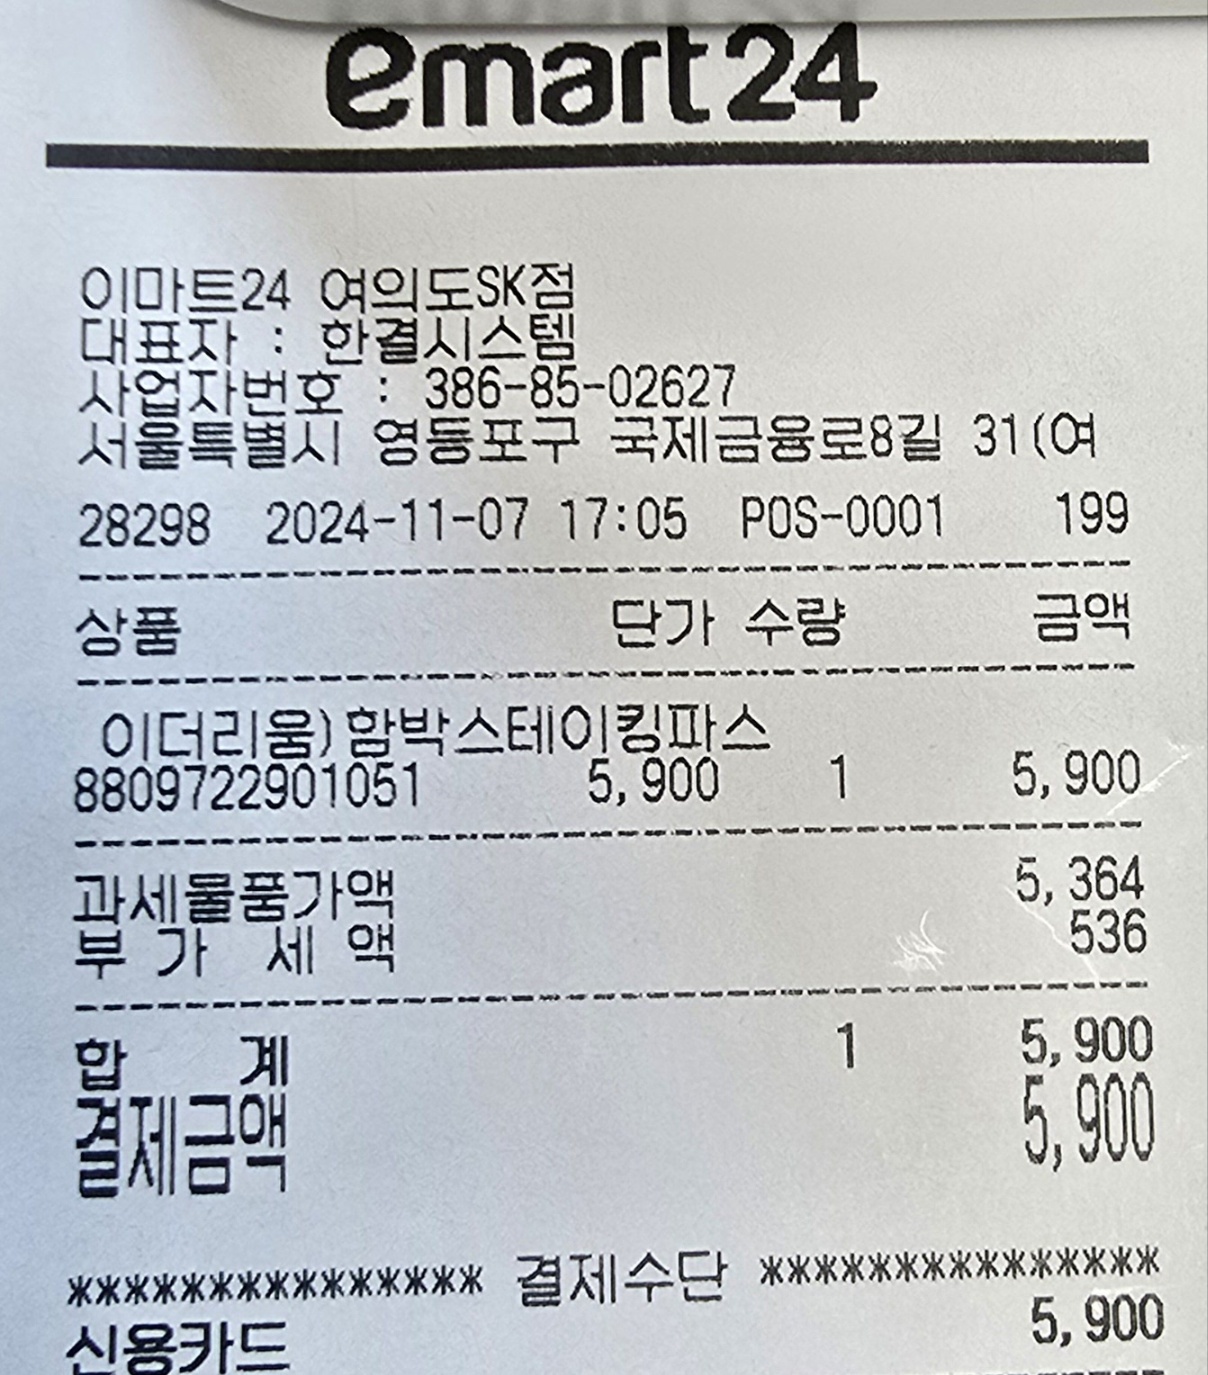 emart24
이마트24 여의도SK점
대표자 : 한결시스템
사업자번호 : 386-85-02627
서울특별시 영등포구 국제금융로8길 31(여
28298 2024-11-07 17:05 POS-0001 199
상품 단가 수량 금액
이더리움)함박스테이킹파스
8809722901051 5,900 1 5,900
과세물품가액 5,364
부 가 세 액 536
합 계 1 5,900
결제금액 5,900
*************** 결제수단 ***************
신용카드 5,900